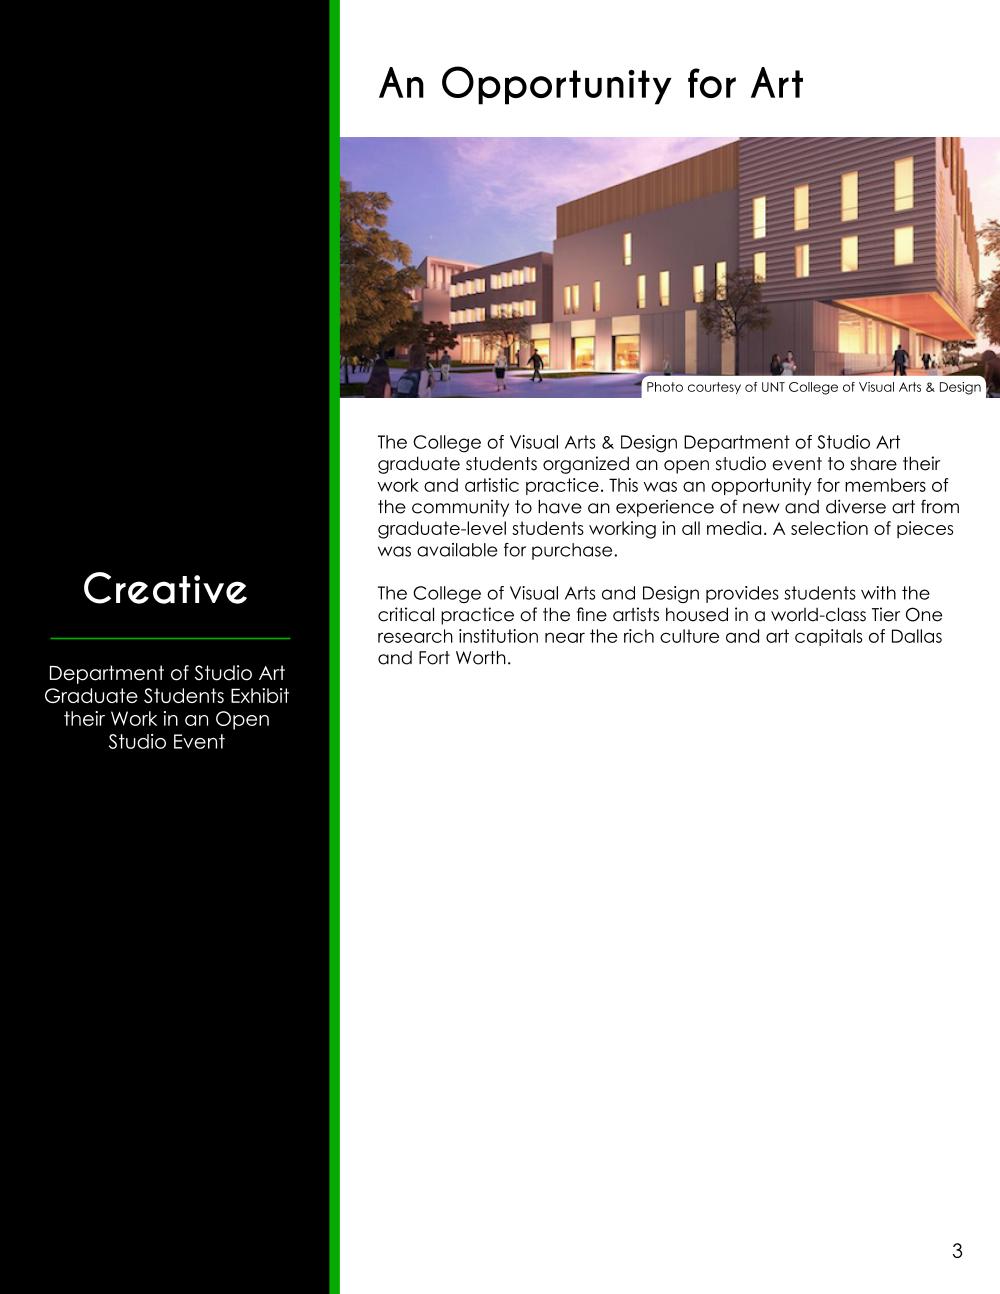 Creative
Department of Studio Art
Graduate Students Exhibit
their Work in an Open
Studio Event
An Opportunity for Art
Photo courtesy of UNT College of Visual Arts & Design
The College of Visual Arts & Design Department of Studio Art
graduate students organized an open studio event to share their
work and artistic practice. This was an opportunity for members of
the community to have an experience of new and diverse art from
graduate-level students working in all media. A selection of pieces
was available for purchase.
The College of Visual Arts and Design provides students with the
critical practice of the fine artists housed in a world-class Tier One
research institution near the rich culture and art capitals of Dallas
and Fort Worth.
3